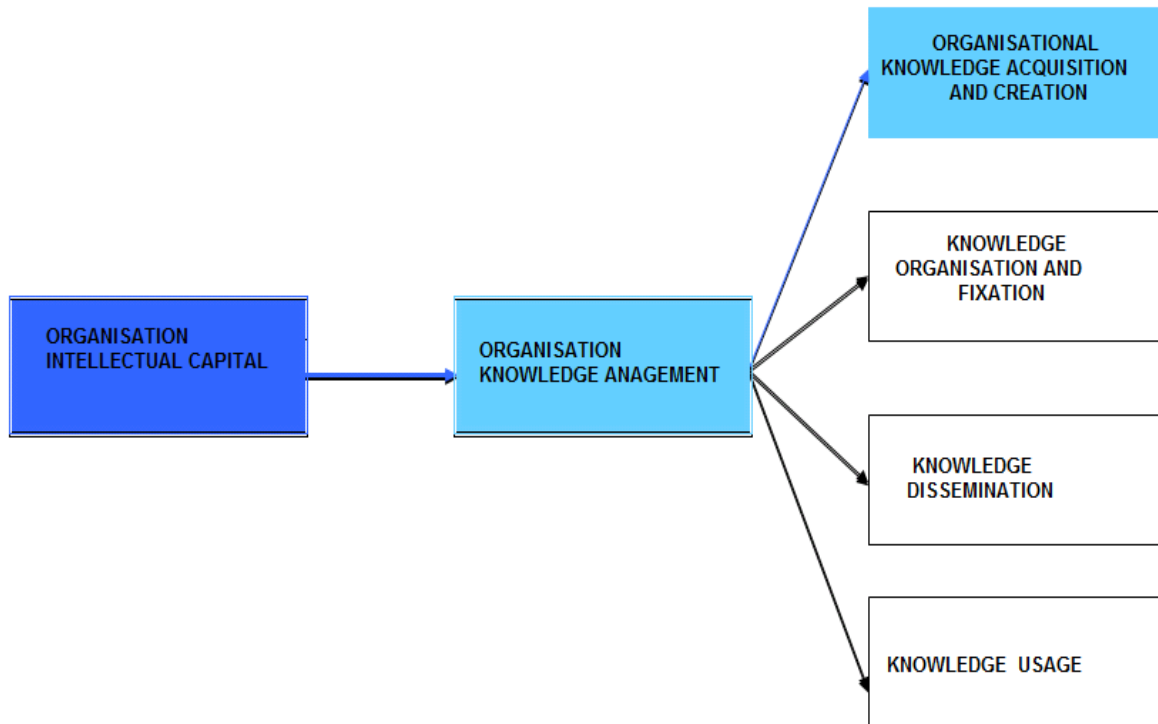 ORGANISATIONAL
KNOWLEDGE ACQUISITION
AND CREATION
KNOWLEDGE
ORGANISATION AND
FIXATION
ORGANISATION
INTELLECTUAL CAPITAL
ORGANISATION
KNOWLEDGE ANAGEMENT
KNOWLEDGE
DISSEMINATION
KNOWLEDGE USAGE